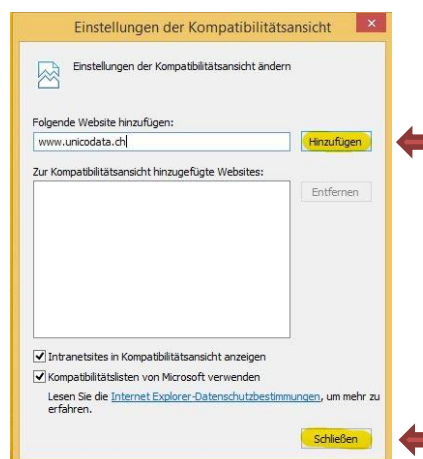 Einstellungen der Kompatibilitätsansicht
Einstellungen der Kompatibilitätsansicht ändern
Folgende Website hinzufügen:
www.unicodata.ch
Hinzufügen
Zur Kompatibilitätsansicht hinzugefügte Websites:
Entfernen
Intranetsites in Kompatibilitätsansicht anzeigen
Kompatibilitätslisten von Microsoft verwenden
Lesen Sie die Internet Explorer-Datenschutzbestimmungen, um mehr zu
erfahren.
Schließen